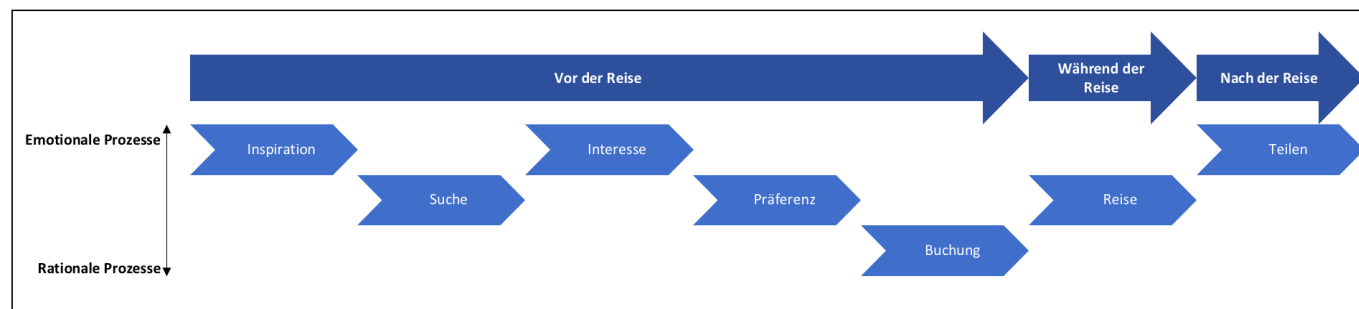 Vor der Reise
Während der
Reise
Nach der Reise
Emotionale Prozesse
Inspiration
Interesse
Teilen
Suche
Präferenz
Reise
Buchung
Rationale Prozesse